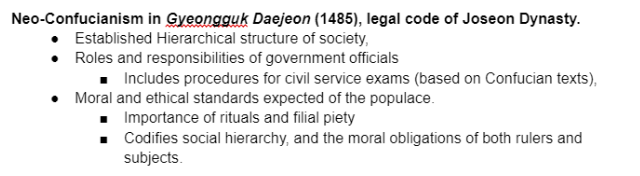 Neo-Confucianism in Gyeongguk Daejeon (1485), legal code of Joseon Dynasty.
● Established Hierarchical structure of society,
● Roles and responsibilities of government officials
■ Includes procedures for civil service exams (based on Confucian texts),
● Moral and ethical standards expected of the populace.
■ Importance of rituals and filial piety
■ Codifies social hierarchy, and the moral obligations of both rulers and
subjects.